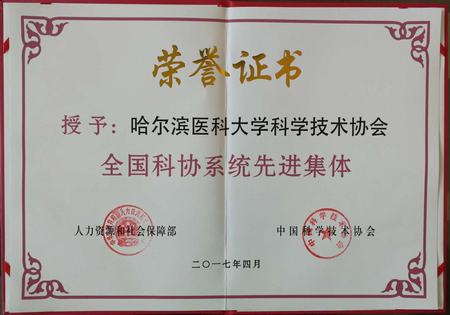 荣誉证书
授予：哈尔滨医科大学科学技术协会
全国科协系统先进集体
人力资源和社会保障部 中国科学技术协会
二〇一七年四月